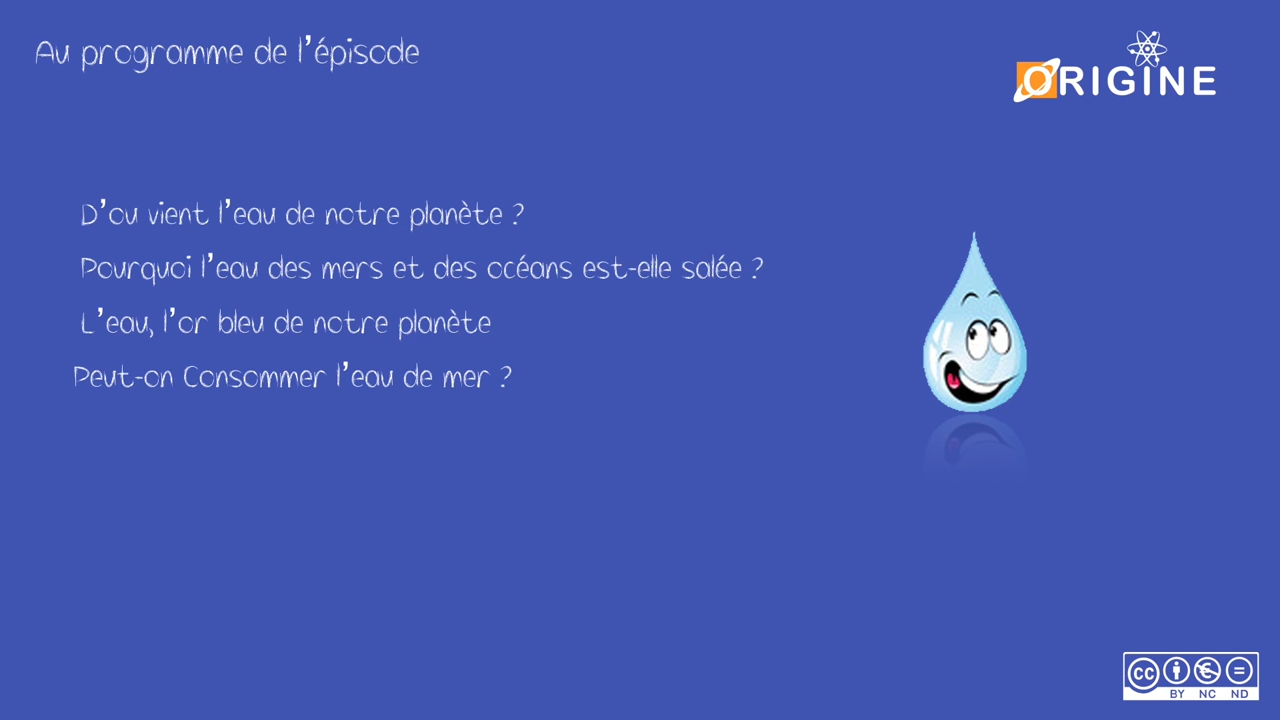 Au programme de l'épisode
ORIGINE
D'ou vient l'eau de notre planète ?
Pourquoi l'eau des mers et des océans est-elle salée ?
L'eau, l'or bleu de notre planète
Peut-on Consommer l'eau de mer ?
cc
BY NC ND